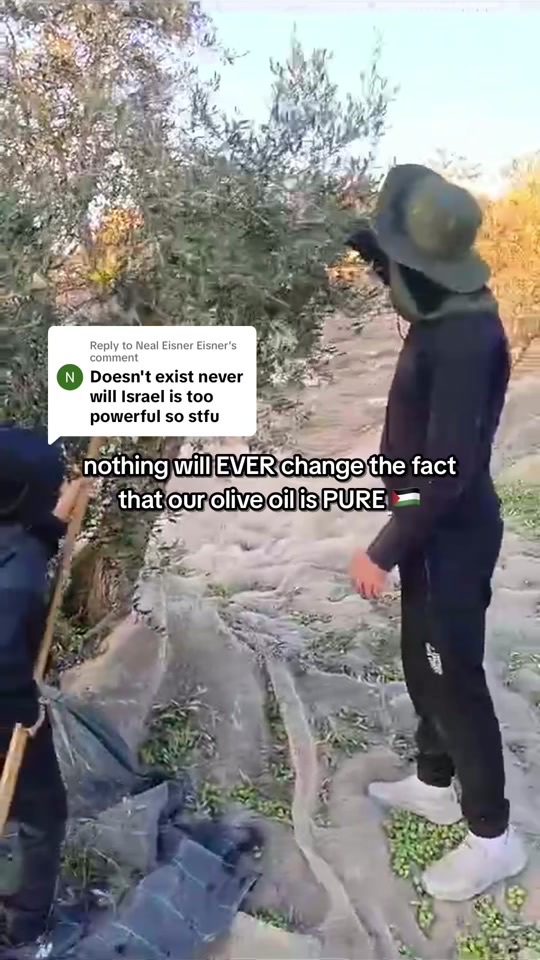 Reply to Neal Eisner Eisner's
comment
N
Doesn't exist never
will Israel is too
powerful so stfu
nothing will EVER change the fact
that our olive oil is PURE 🇵🇸